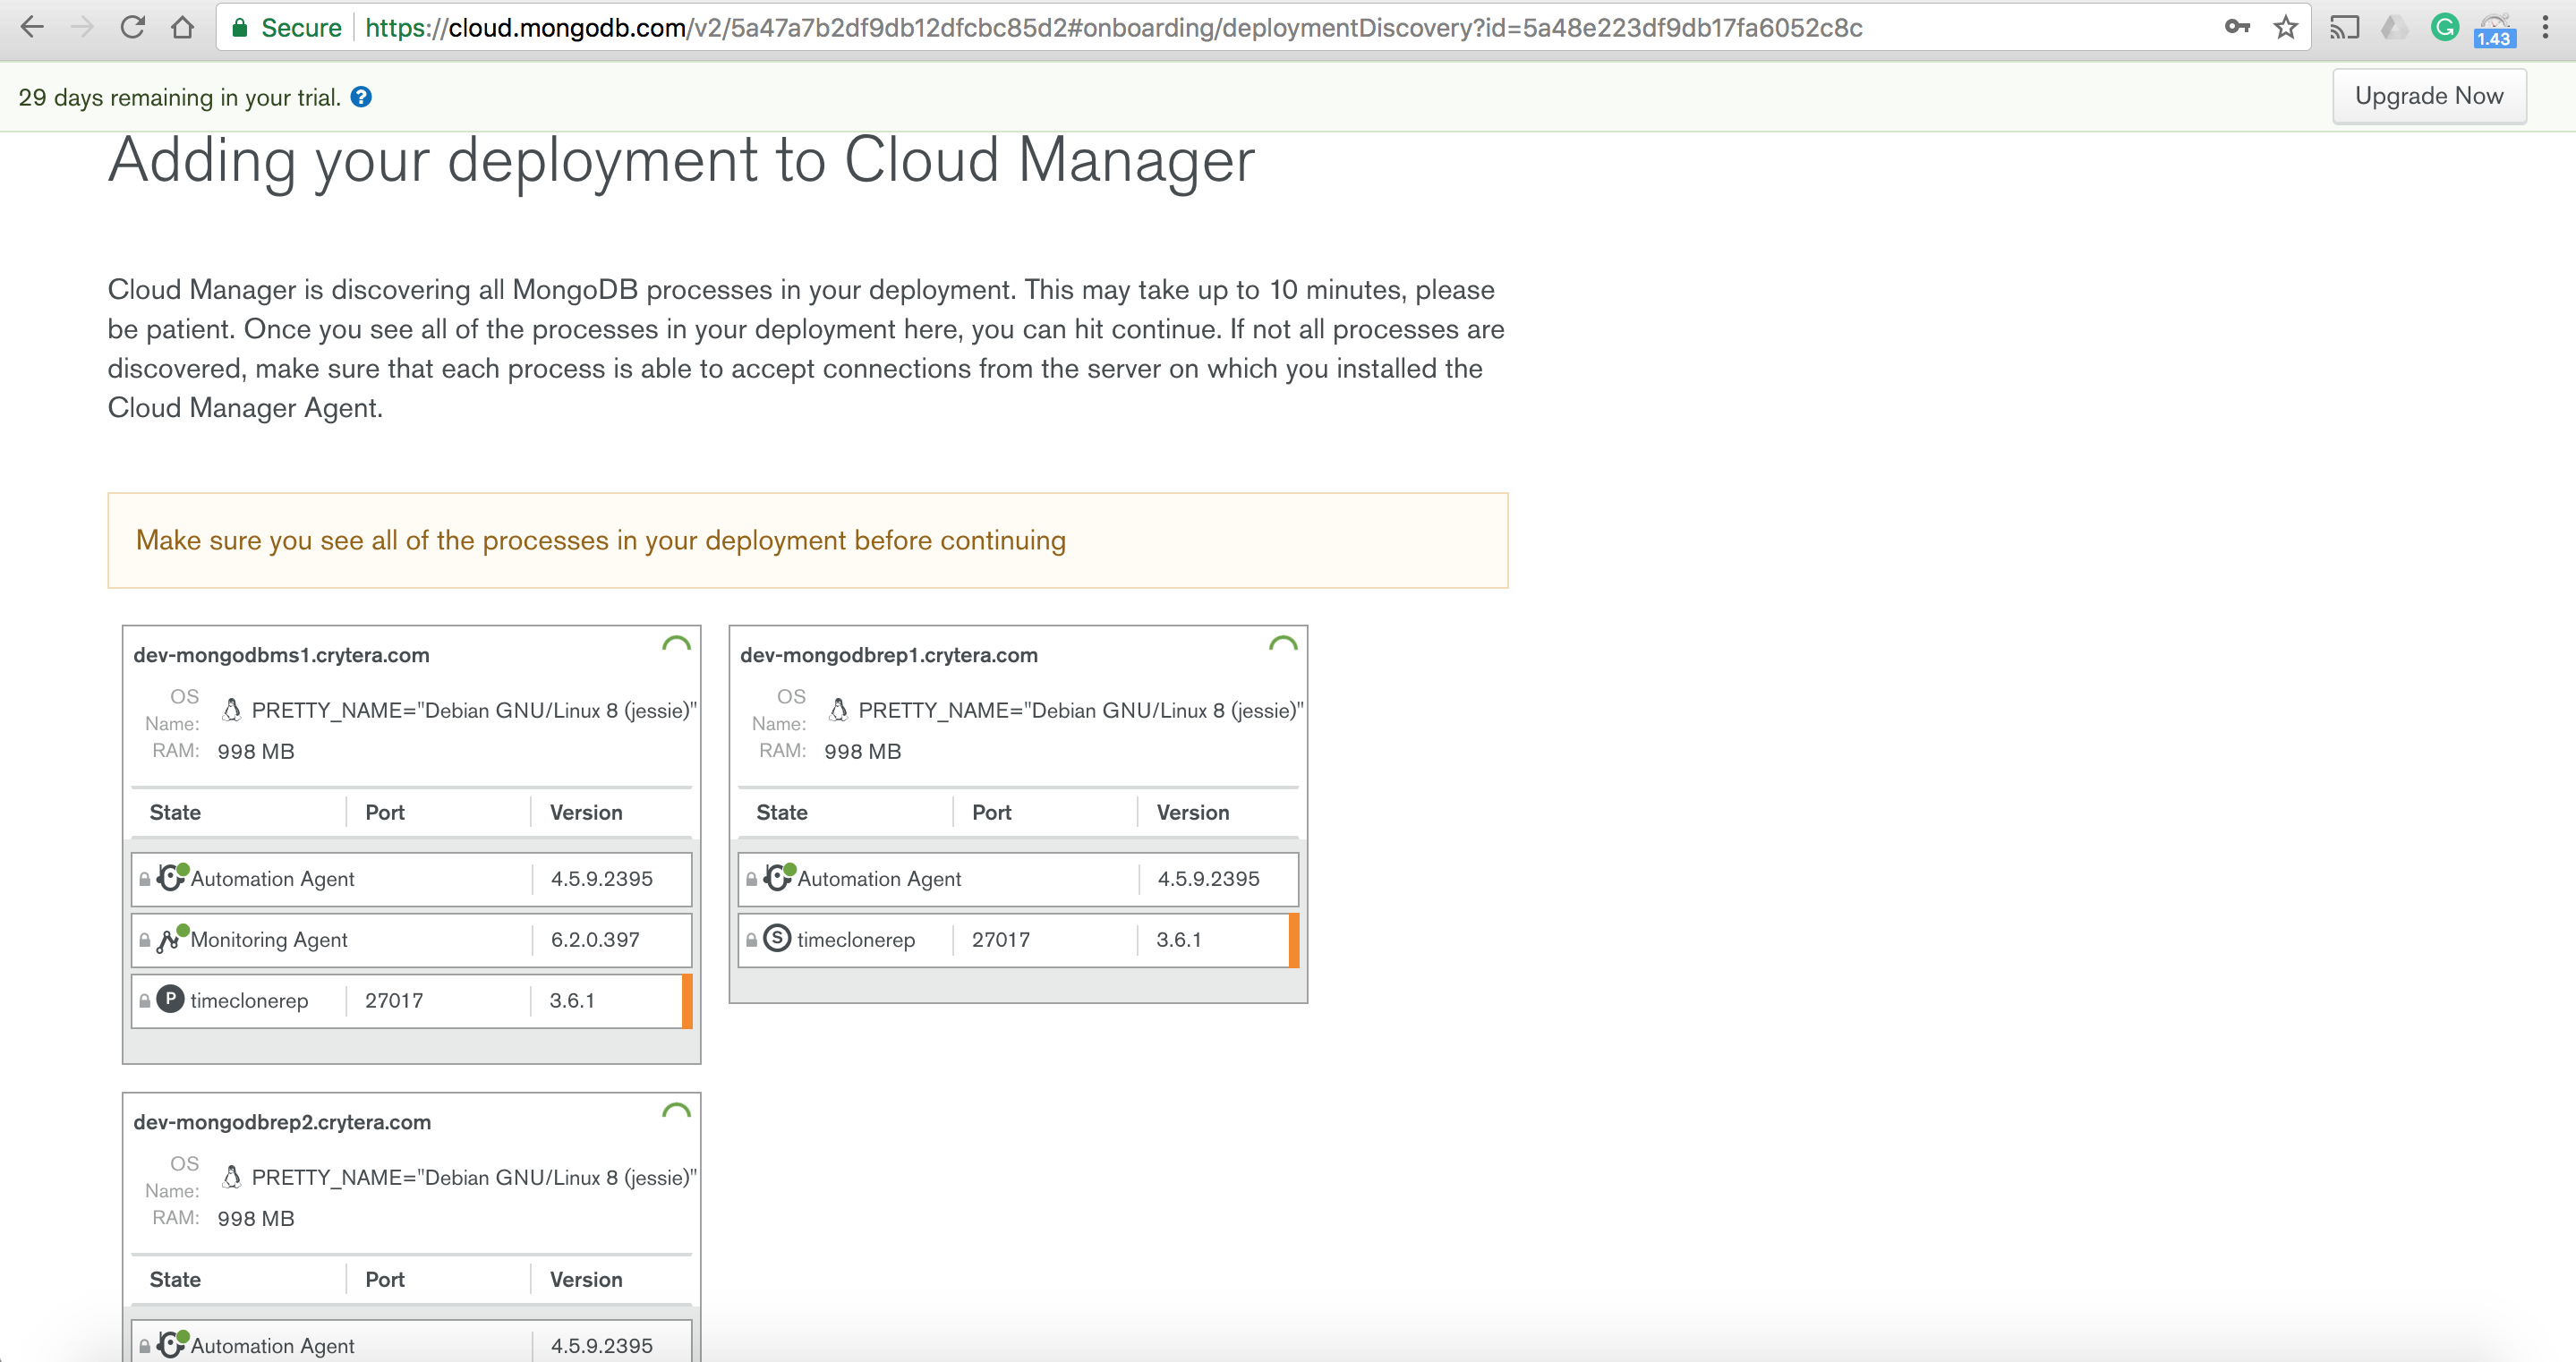 Secure https://cloud.mongodb.com/v2/5a47a7b2df9db12dfcbc85d2#onboarding/deploymentDiscovery?id=5a48e223df9db17fa6052c8c
1.43
29 days remaining in your trial. ?
Upgrade Now
Adding your deployment to Cloud Manager
Cloud Manager is discovering all MongoDB processes in your deployment. This may take up to 10 minutes, please
be patient. Once you see all of the processes in your deployment here, you can hit continue. If not all processes are
discovered, make sure that each process is able to accept connections from the server on which you installed the
Cloud Manager Agent.
Make sure you see all of the processes in your deployment before continuing
dev-mongodbms1.crytera.com
OS Name: PRETTY_NAME="Debian GNU/Linux 8 (jessie)"
RAM: 998 MB
State Port Version
Automation Agent 4.5.9.2395
Monitoring Agent 6.2.0.397
P timeclonerep 27017 3.6.1
dev-mongodbrep1.crytera.com
OS Name: PRETTY_NAME="Debian GNU/Linux 8 (jessie)"
RAM: 998 MB
State Port Version
Automation Agent 4.5.9.2395
S timeclonerep 27017 3.6.1
dev-mongodbrep2.crytera.com
OS Name: PRETTY_NAME="Debian GNU/Linux 8 (jessie)"
RAM: 998 MB
State Port Version
Automation Agent 4.5.9.2395